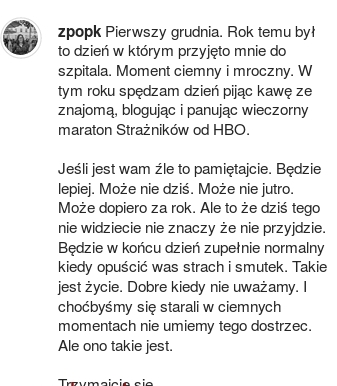 zpopk Pierwszy grudnia. Rok temu był
to dzień w którym przyjęto mnie do
szpitala. Moment ciemny i mroczny. W
tym roku spędzam dzień pijąc kawę ze
znajomą, blogując i panując wieczorny
maraton Strażników od HBO.
Jeśli jest wam źle to pamiętajcie. Będzie
lepiej. Może nie dziś. Może nie jutro.
Może dopiero za rok. Ale to że dziś tego
nie widziecie nie znaczy że nie przyjdzie.
Będzie w końcu dzień zupełnie normalny
kiedy opuścić was strach i smutek. Takie
jest życie. Dobre kiedy nie uważamy. I
choćbyśmy się starali w ciemnych
momentach nie umiemy tego dostrzec.
Ale ono takie jest.
Trzymajcie się